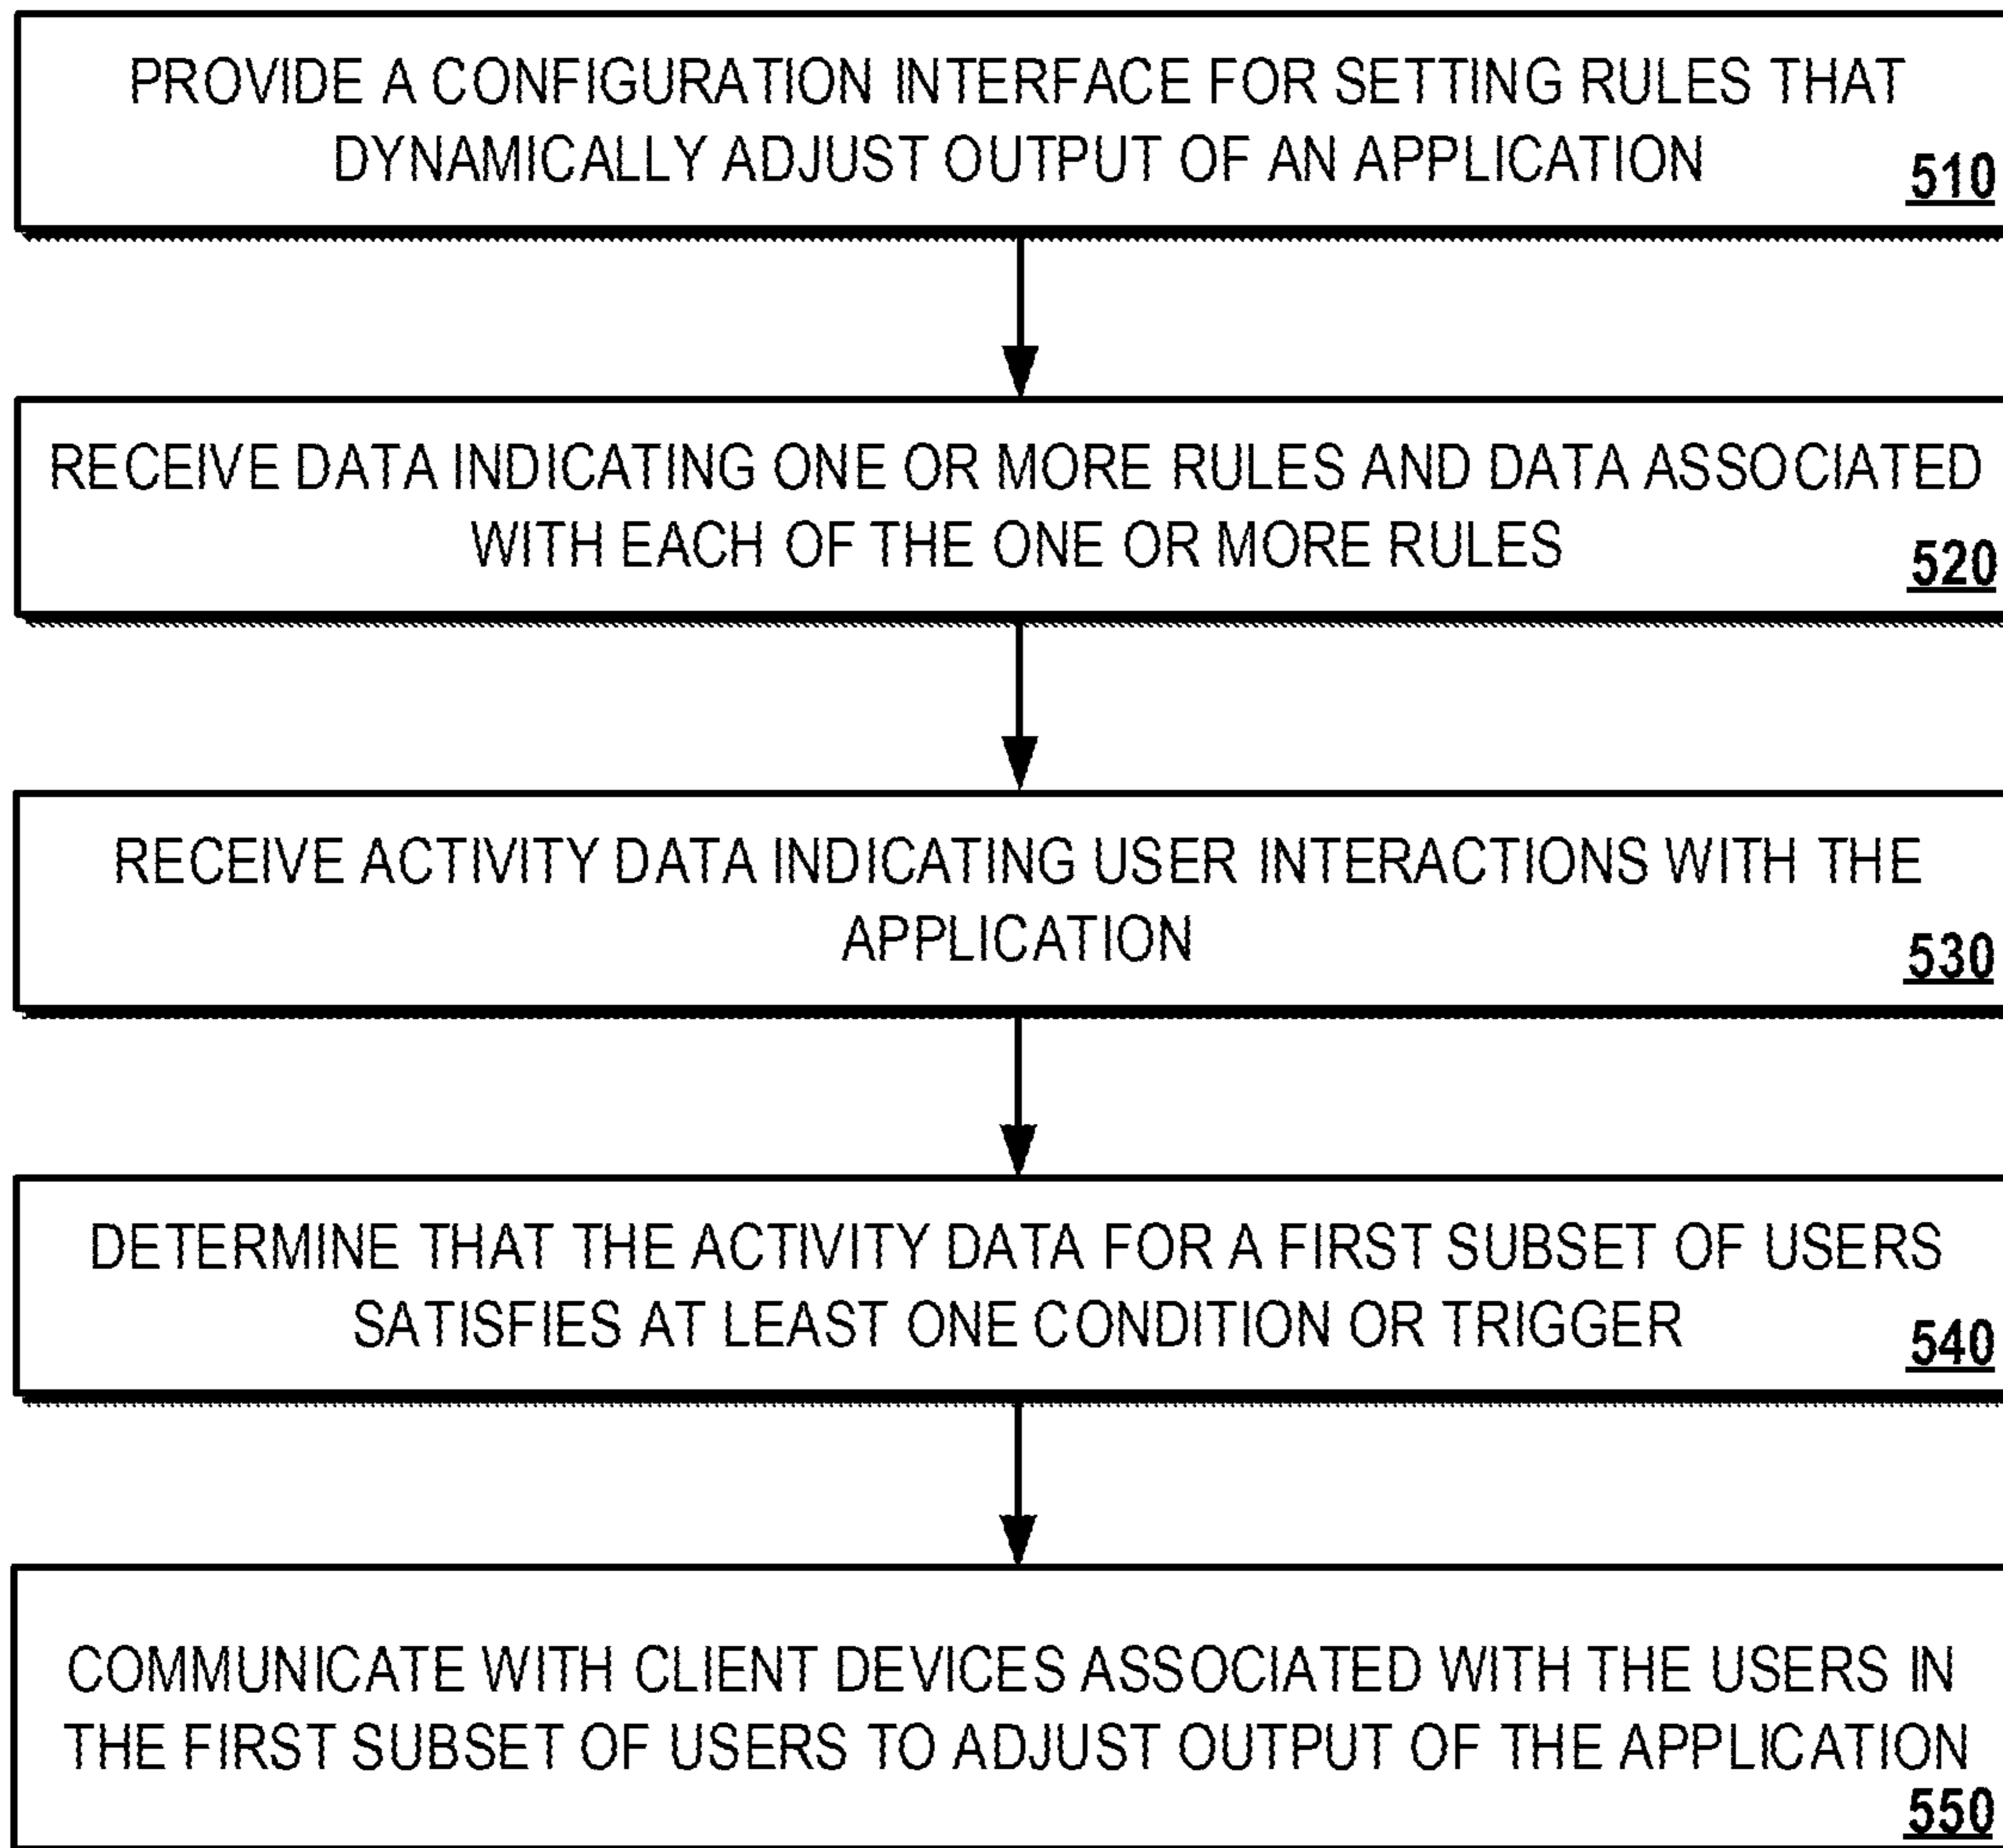 PROVIDE A CONFIGURATION INTERFACE FOR SETTING RULES THAT
DYNAMICALLY ADJUST OUTPUT OF AN APPLICATION
510
RECEIVE DATA INDICATING ONE OR MORE RULES AND DATA ASSOCIATED
WITH EACH OF THE ONE OR MORE RULES
520
RECEIVE ACTIVITY DATA INDICATING USER INTERACTIONS WITH THE
APPLICATION
530
DETERMINE THAT THE ACTIVITY DATA FOR A FIRST SUBSET OF USERS
SATISFIES AT LEAST ONE CONDITION OR TRIGGER
540
COMMUNICATE WITH CLIENT DEVICES ASSOCIATED WITH THE USERS IN
THE FIRST SUBSET OF USERS TO ADJUST OUTPUT OF THE APPLICATION
550